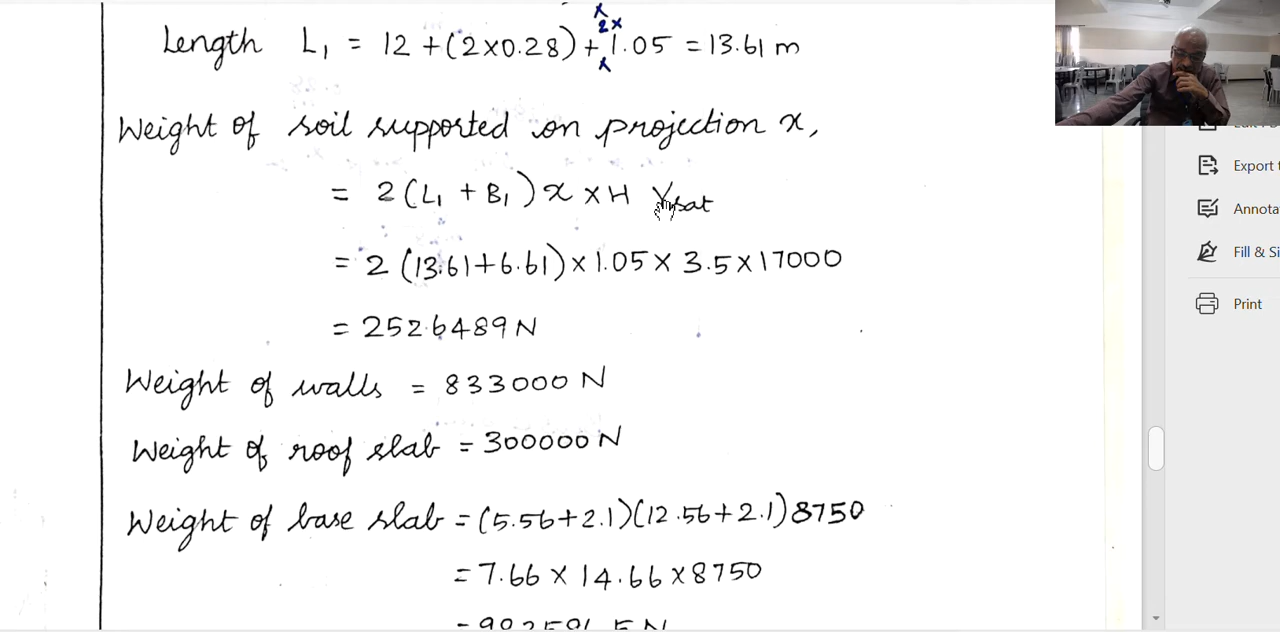 x
2x
Length L₁ = 12 + (2×0.28) + 1.05 = 13.61 m
x
Weight of soil supported on projection x,
= 2 (L₁ + B₁) x × H γsat
= 2 (13.61 + 6.61) × 1.05 × 3.5 × 17000
= 2526489 N
Weight of walls = 833000 N
Weight of roof slab = 300000 N
Weight of base slab = (5.56 + 2.1)(12.56 + 2.1) 8750
= 7.66 × 14.66 × 8750
Export t
Annota
Fill & Si
Print